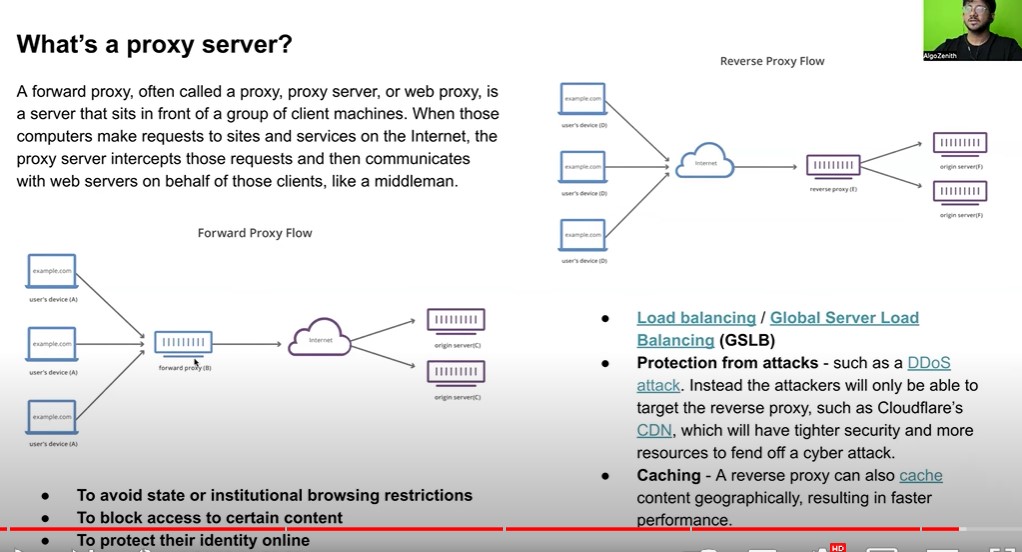 What's a proxy server?
A forward proxy, often called a proxy, proxy server, or web proxy, is
a server that sits in front of a group of client machines. When those
computers make requests to sites and services on the Internet, the
proxy server intercepts those requests and then communicates
with web servers on behalf of those clients, like a middleman.
Forward Proxy Flow
example.com
user's device (A)
example.com
user's device (A)
example.com
user's device (A)
forward proxy (B)
Internet
origin server(C)
origin server(C)
● To avoid state or institutional browsing restrictions
● To block access to certain content
● To protect their identity online
AlgoZenith
Reverse Proxy Flow
example.com
user's device (D)
example.com
user's device (D)
example.com
user's device (D)
Internet
reverse proxy (E)
origin server(F)
origin server(F)
● Load balancing / Global Server Load
Balancing (GSLB)
● Protection from attacks - such as a DDoS
attack. Instead the attackers will only be able to
target the reverse proxy, such as Cloudflare's
CDN, which will have tighter security and more
resources to fend off a cyber attack.
● Caching - A reverse proxy can also cache
content geographically, resulting in faster
performance.
HD